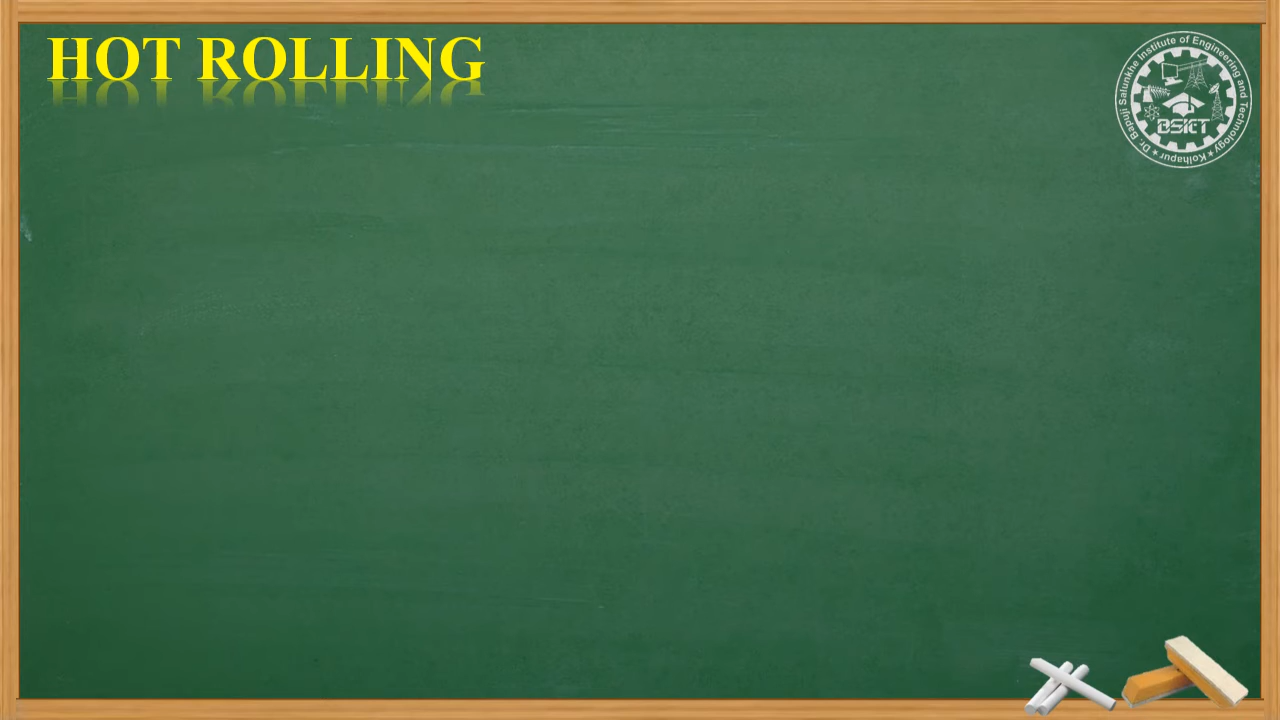 HOT ROLLING
Dr. Bapuji Salunkhe Institute of Engineering and Technology
★ Kolhapur ★
BSIET